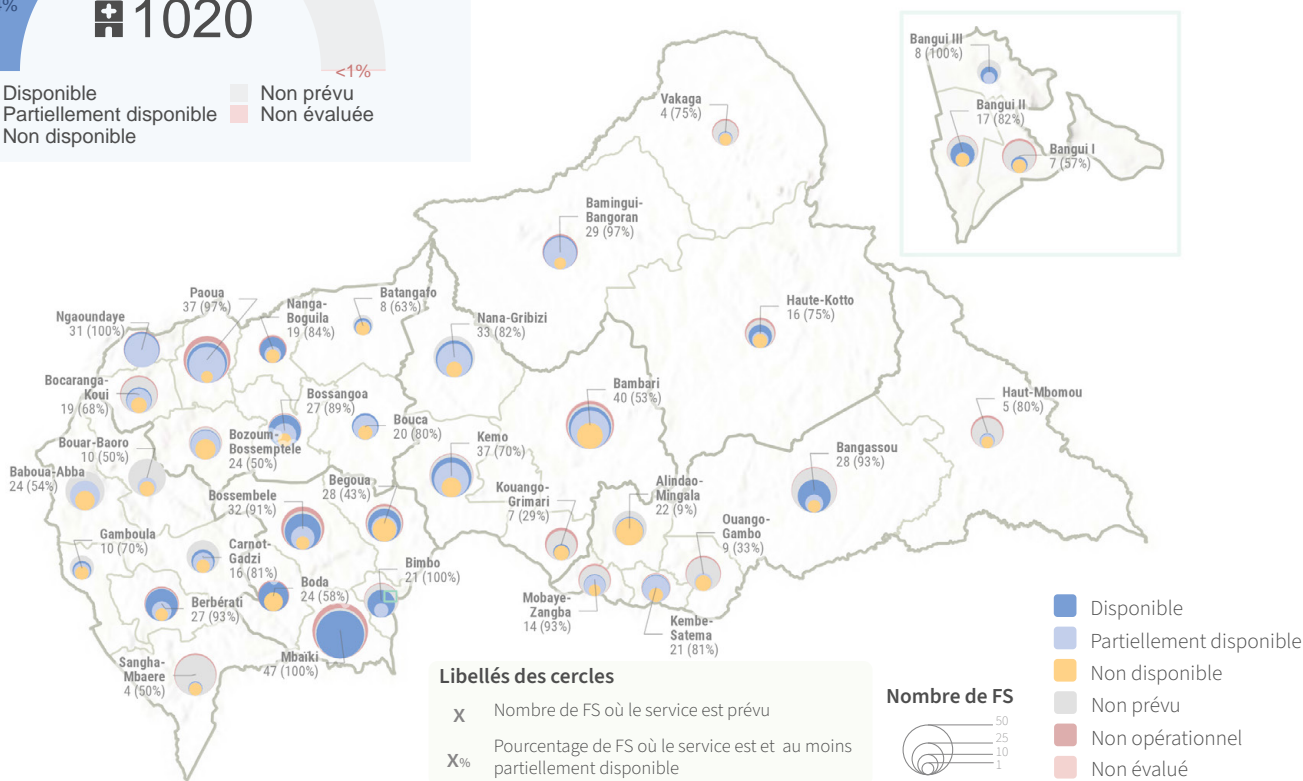 %
1020
<1%
Disponible
Non prévu
Partiellement disponible
Non évaluée
Non disponible
Bangui III
8 (100%)
Bangui II
17 (82%)
Bangui I
7 (57%)
Vakaga
4 (75%)
Bamingui-
Bangoran
29 (97%)
Paoua
37 (97%)
Nanga-
Boguila
19 (84%)
Batangafo
8 (63%)
Haute-Kotto
16 (75%)
Ngaoundaye
31 (100%)
Nana-Gribizi
33 (82%)
Bocaranga-
Koui
19 (68%)
Bossangoa
27 (89%)
Bambari
40 (53%)
Haut-Mbomou
5 (80%)
Bouca
20 (80%)
Bouar-Baoro
10 (50%)
Bozoum-
Bossemptele
24 (50%)
Kemo
37 (70%)
Bangassou
28 (93%)
Baboua-Abba
24 (54%)
Begoua
28 (43%)
Bossembele
32 (91%)
Kouango-
Grimari
7 (29%)
Alindao-
Mingala
22 (9%)
Ouango-
Gambo
9 (33%)
Gamboula
10 (70%)
Carnot-
Gadzi
16 (81%)
Bimbo
21 (100%)
Boda
24 (58%)
Berbérati
27 (93%)
Mobaye-
Zangba
14 (93%)
Kembe-
Satema
21 (81%)
Mbaïki
47 (100%)
Sangha-
Mbaere
4 (50%)
Libellés des cercles
X Nombre de FS où le service est prévu
X% Pourcentage de FS où le service est et au moins
partiellement disponible
Nombre de FS
50
25
10
1
Disponible
Partiellement disponible
Non disponible
Non prévu
Non opérationnel
Non évalué